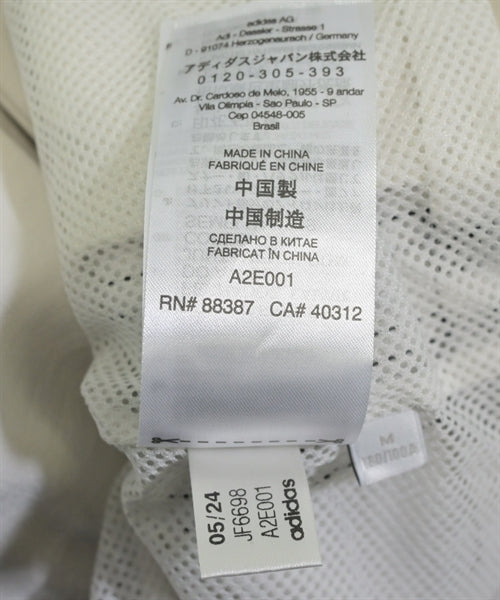 adidas AG
Adi - Dassler - Strasse 1
D - 91074 Herzogenaurach / Germany
アディダスジャパン株式会社
0120-305-393
Av. Dr. Cardoso de Melo, 1955 - 9 andar
Vila Olimpia - Sao Paulo - SP
Cep 04548-005
Brasil
MADE IN CHINA
FABRIQUÉ EN CHINE
中国製
中国制造
СДЕЛАНО В КИТАЕ
FABRICAT ÎN CHINA
A2E001
RN# 88387 CA# 40312
05/24
JF6698
A2E001
adidas
M